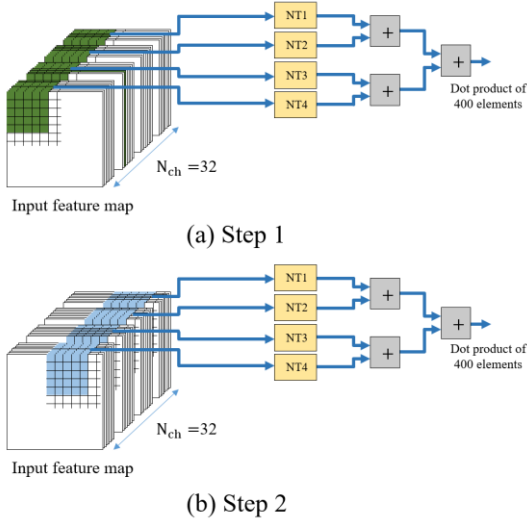 NT1
+
NT2
+
NT3
+
NT4
Dot product of
400 elements
N_ch =32
Input feature map
(a) Step 1
NT1
+
NT2
+
NT3
+
NT4
Dot product of
400 elements
N_ch =32
Input feature map
(b) Step 2